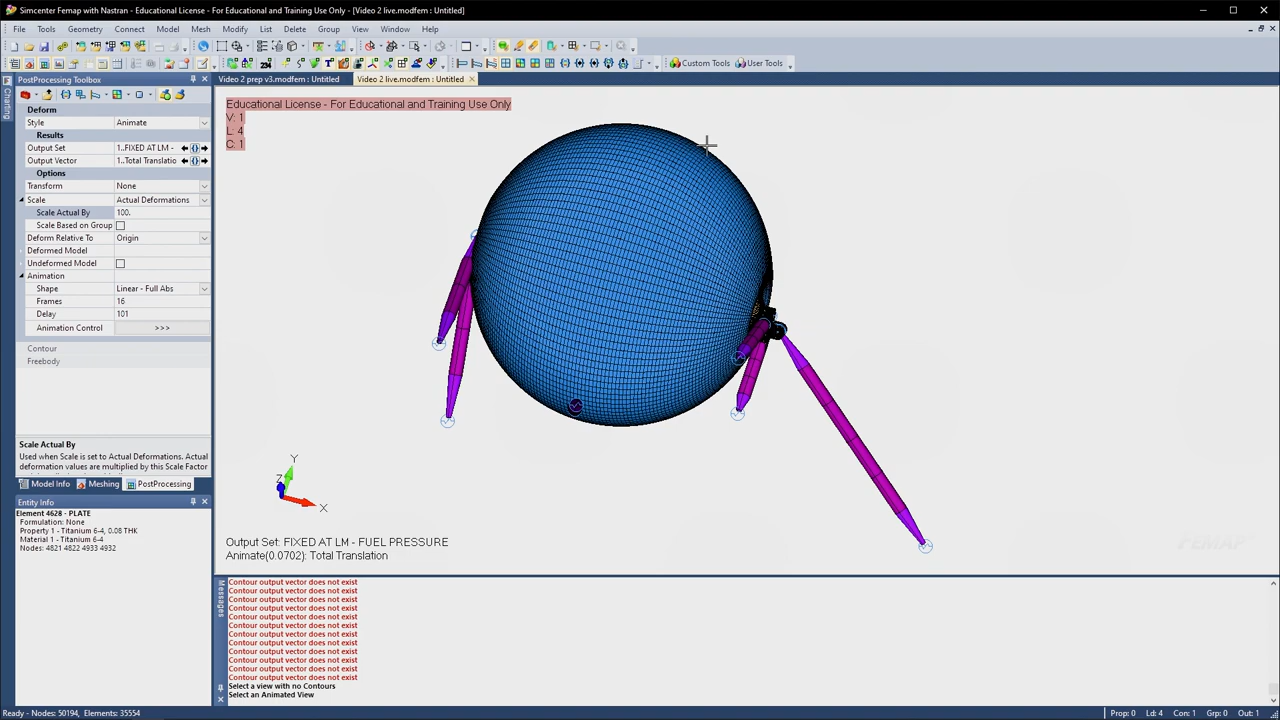 Simcenter Femap with Nastran - Educational License - For Educational and Training Use Only - [Video 2 live.modfem : Untitled]
File Tools Geometry Connect Model Mesh Modify List Delete Group View Window Help
Custom Tools User Tools
PostProcessing Toolbox
Video 2 prep v3.modfem : Untitled Video 2 live.modfem : Untitled
Charting
Deform
Style Animate
Results
Output Set 1..FIXED AT LM -
Output Vector 1..Total Translatio
Options
Transform None
Scale Actual Deformations
Scale Actual By 100.
Scale Based on Group
Deform Relative To Origin
Deformed Model
Undeformed Model
Animation
Shape Linear - Full Abs
Frames 16
Delay 101
Animation Control >>>
Contour
Freebody
Scale Actual By
Used when Scale is set to Actual Deformations. Actual
deformation values are multiplied by this Scale Factor
Model Info Meshing PostProcessing
Entity Info
Element 4628 - PLATE
Formulation: None
Property 1 - Titanium 6-4, 0.08 THK
Material 1 - Titanium 6-4
Nodes: 4821 4822 4933 4932
Educational License - For Educational and Training Use Only
V: 1
L: 4
C: 1
Y
Z
X
Output Set: FIXED AT LM - FUEL PRESSURE
Animate(0.0702): Total Translation
FEMAP
Messages
Contour output vector does not exist
Contour output vector does not exist
Contour output vector does not exist
Contour output vector does not exist
Contour output vector does not exist
Contour output vector does not exist
Contour output vector does not exist
Contour output vector does not exist
Contour output vector does not exist
Contour output vector does not exist
Contour output vector does not exist
Contour output vector does not exist
Select a view with no Contours
Select an Animated View
Ready - Nodes: 50194, Elements: 35554
Prop: 0 Ld: 4 Con: 1 Grp: 0 Out: 1